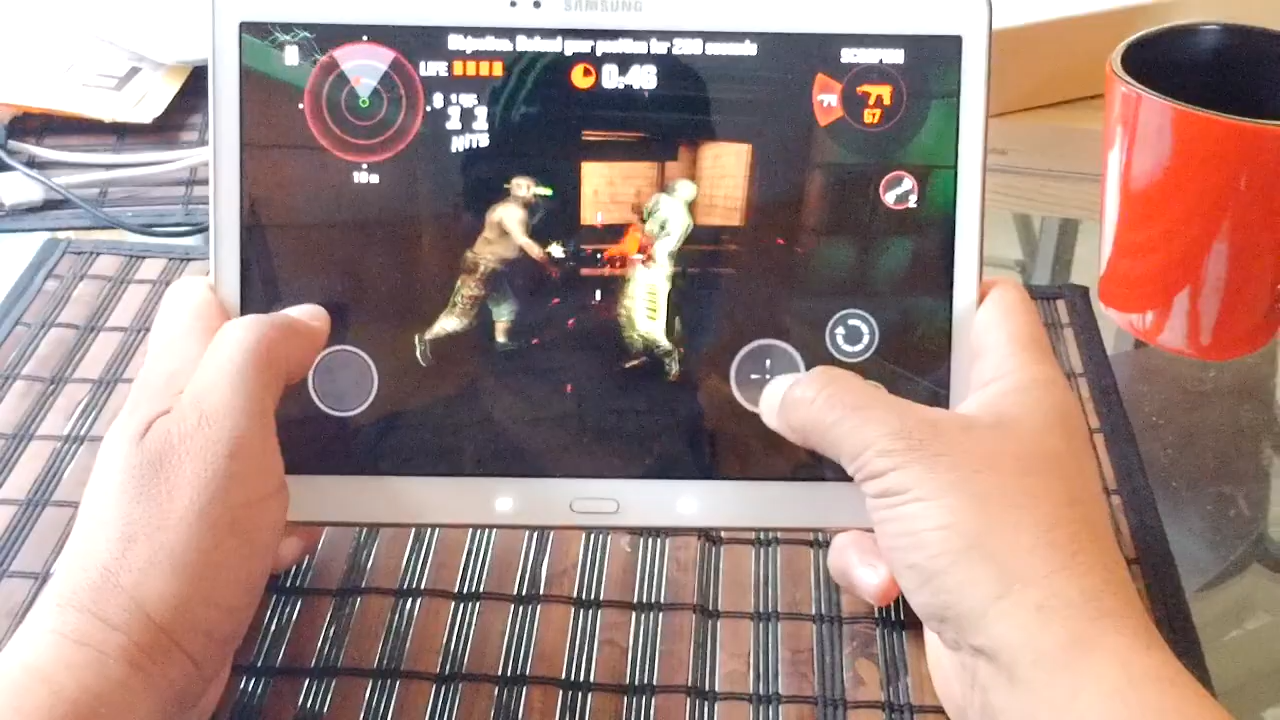 SAMSUNG
Objective. Defend your position for 200 seconds
LIFE
0.46
SCORPION
11
HITS
67
10m
2